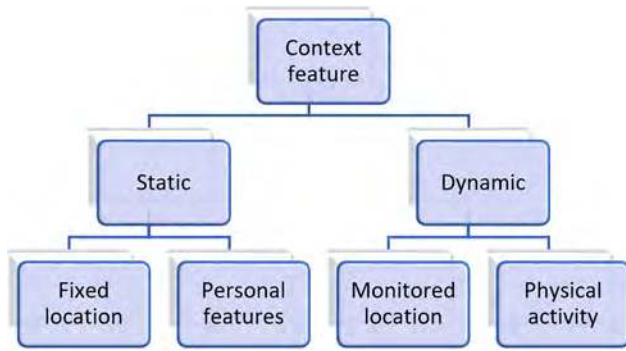 Context
feature
Static
Dynamic
Fixed
location
Personal
features
Monitored
location
Physical
activity